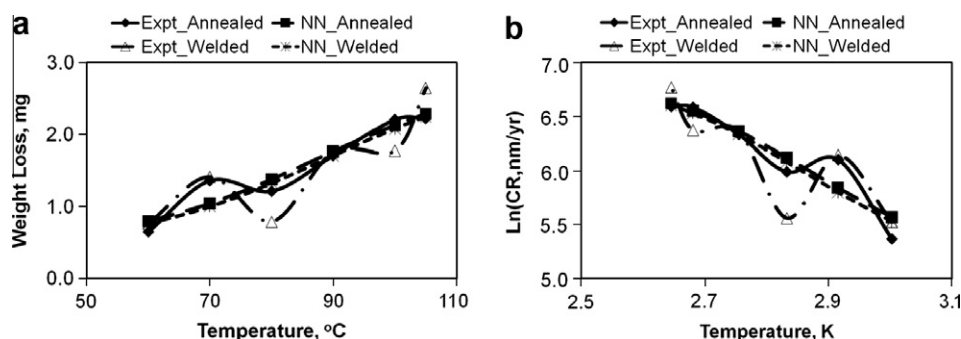 a
Expt_Annealed NN_Annealed
Expt_Welded NN_Welded
3.0
2.0
1.0
0.0
Weight Loss, mg
50 70 90 110
Temperature, °C
b
Expt_Annealed NN_Annealed
Expt_Welded NN_Welded
7.0
6.5
6.0
5.5
5.0
Ln(CR,nm/yr)
2.5 2.7 2.9 3.1
Temperature, K